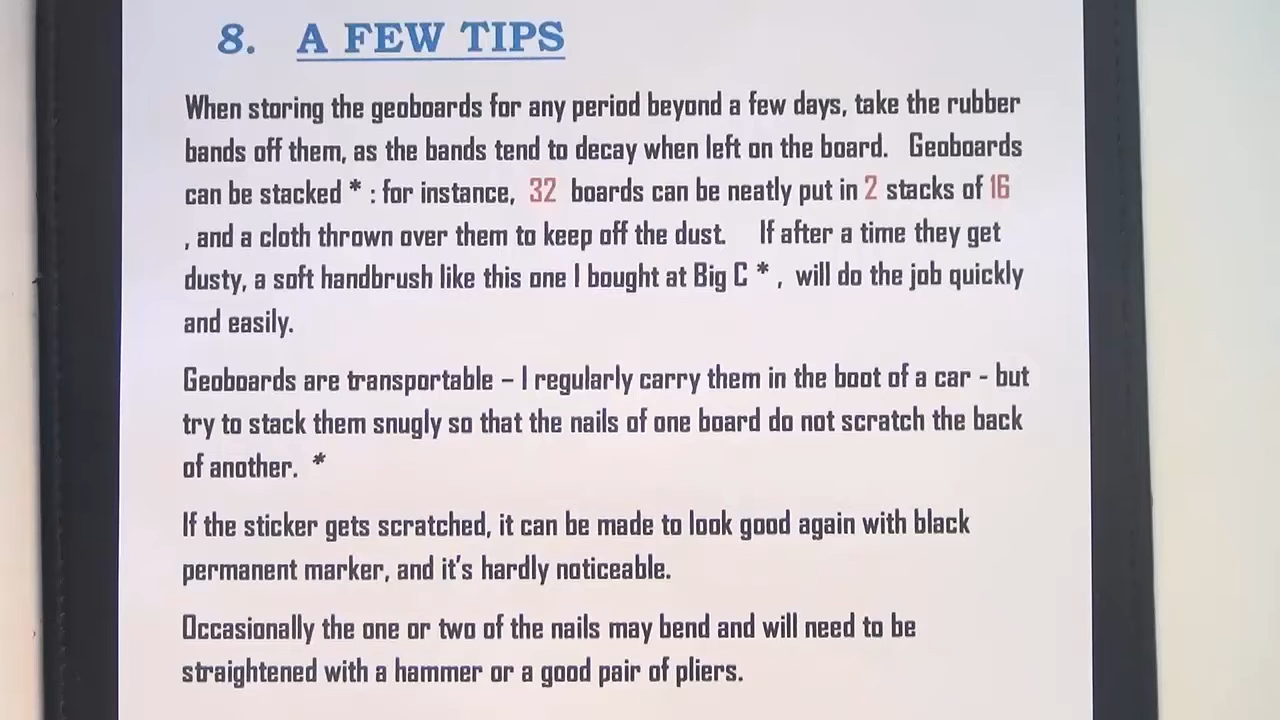 8. A FEW TIPS
When storing the geoboards for any period beyond a few days, take the rubber
bands off them, as the bands tend to decay when left on the board. Geoboards
can be stacked * : for instance, 32 boards can be neatly put in 2 stacks of 16
, and a cloth thrown over them to keep off the dust. If after a time they get
dusty, a soft handbrush like this one I bought at Big C * , will do the job quickly
and easily.
Geoboards are transportable – I regularly carry them in the boot of a car - but
try to stack them snugly so that the nails of one board do not scratch the back
of another. *
If the sticker gets scratched, it can be made to look good again with black
permanent marker, and it's hardly noticeable.
Occasionally the one or two of the nails may bend and will need to be
straightened with a hammer or a good pair of pliers.